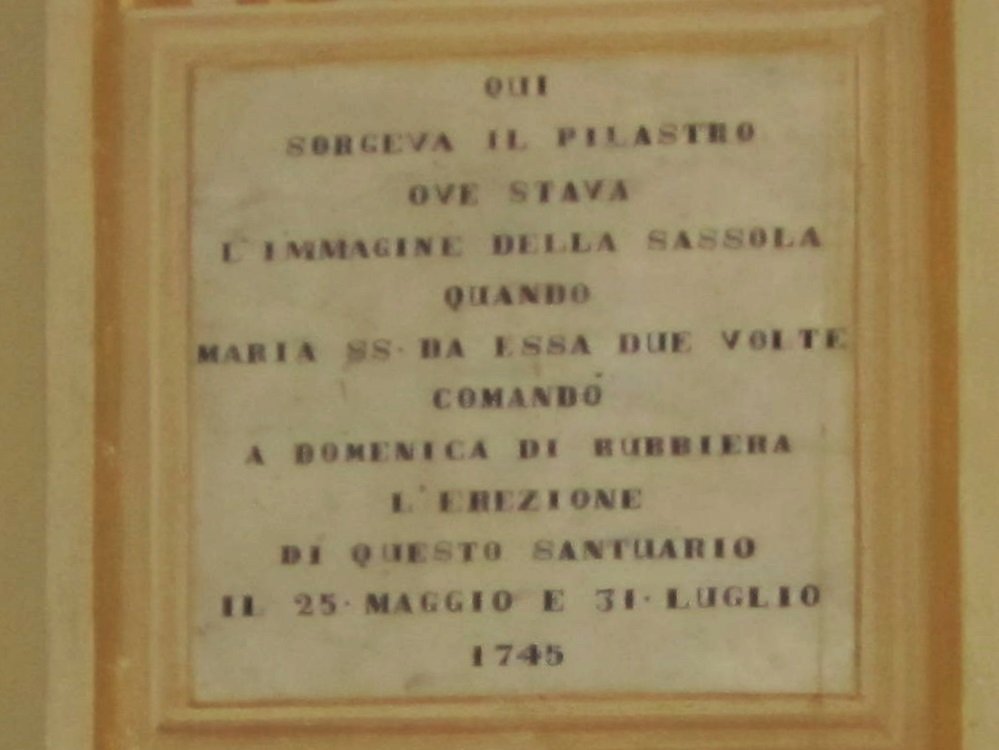 QUI
SORGEVA IL PILASTRO
OVE STAVA
L'IMMAGINE DELLA SASSOLA
QUANDO
MARIA SS· DA ESSA DUE VOLTE
COMANDÒ
A DOMENICA DI RUBBIERA
L'EREZIONE
DI QUESTO SANTUARIO
IL 25· MAGGIO E 31· LUGLIO
1745